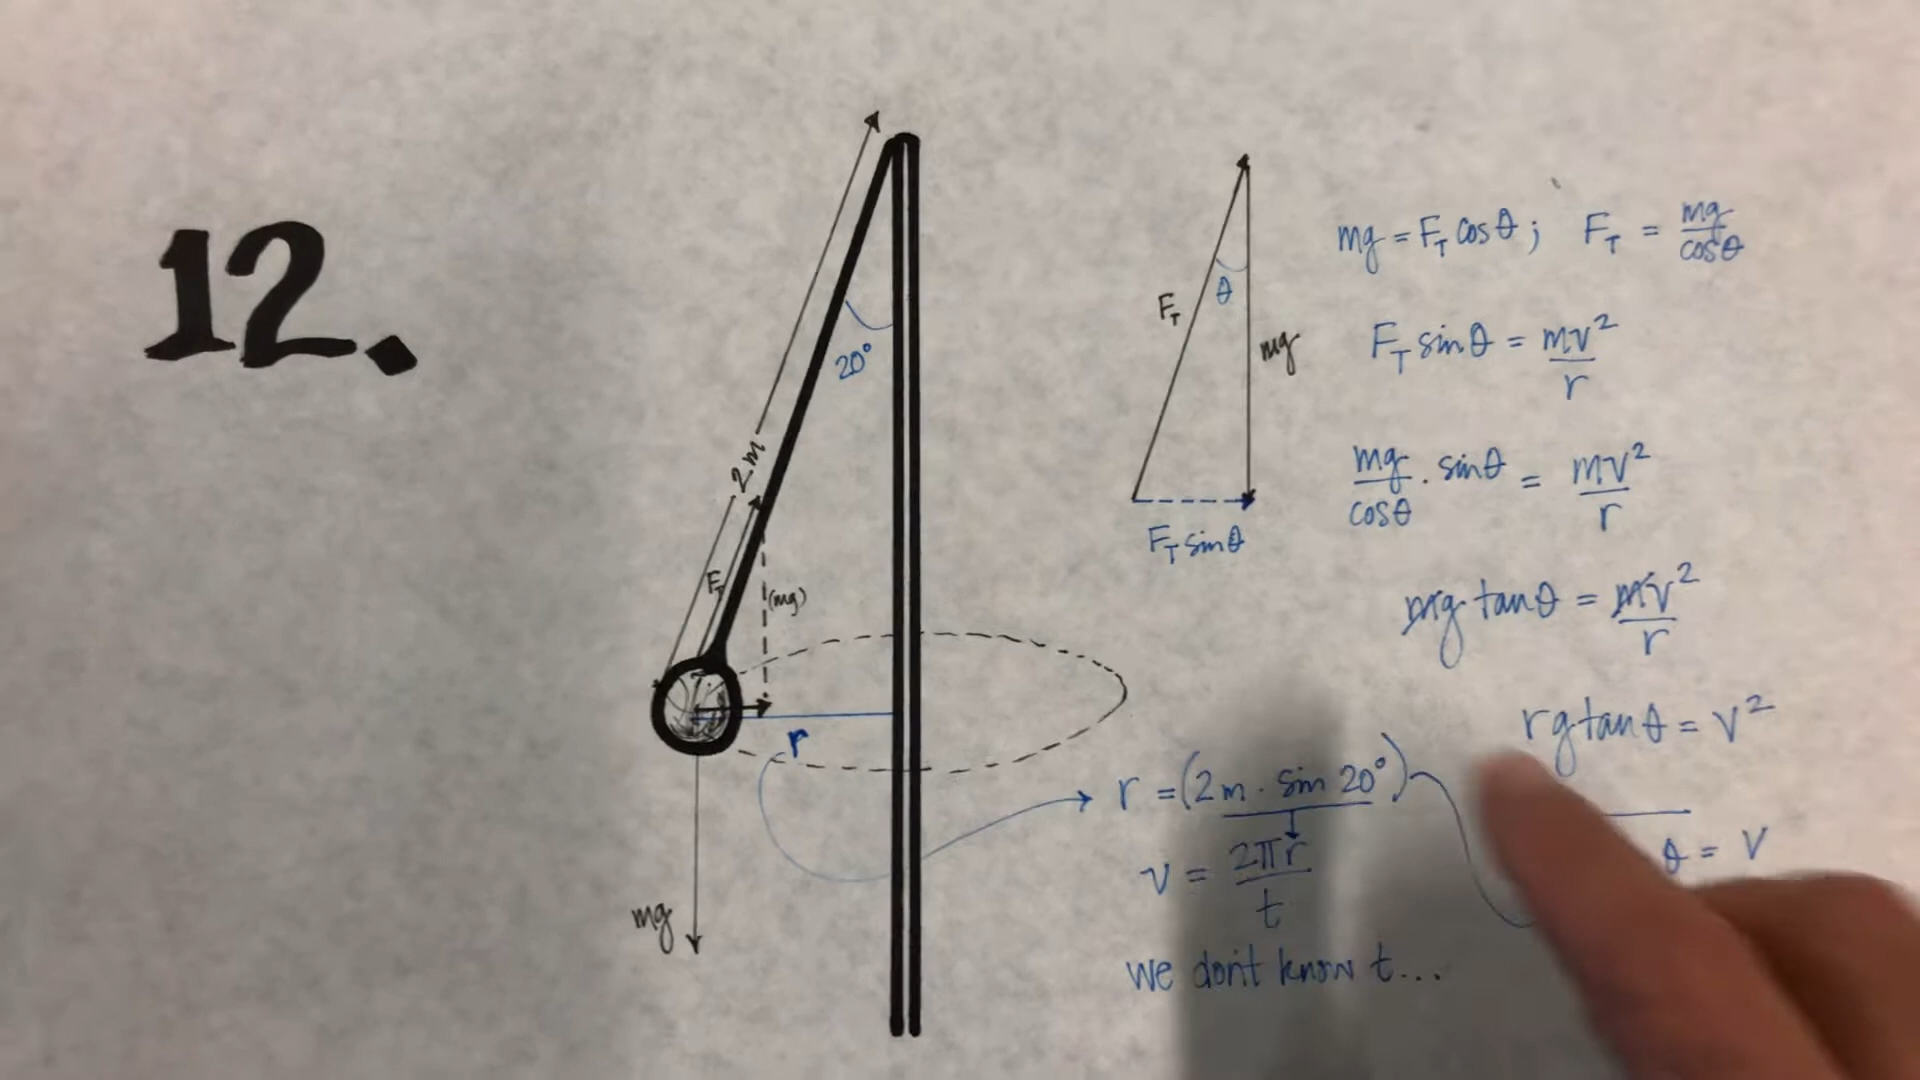 12.
20°
2m
F_T
(mg)
r
mg
F_T
θ
mg
F_T sinθ
mg = F_T cosθ ; F_T = mg/cosθ
F_T sinθ = mv²/r
mg/cosθ · sinθ = mv²/r
mg tanθ = mv²/r
rg tanθ = v²
θ = v
r = (2m · sin 20°)
v = 2πr/t
we don't know t...